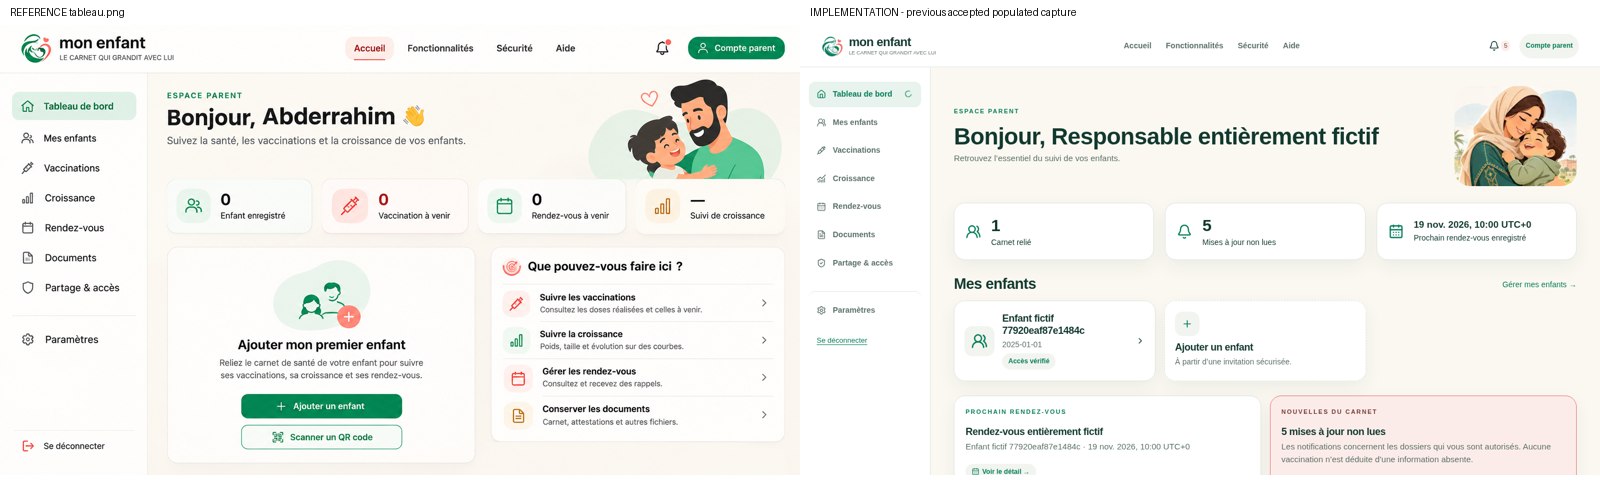 REFERENCE tableau.png
mon enfant
LE CARNET QUI GRANDIT AVEC LUI
Accueil
Fonctionnalités
Sécurité
Aide
Compte parent
Tableau de bord
Mes enfants
Vaccinations
Croissance
Rendez-vous
Documents
Partage & accès
Paramètres
Se déconnecter
ESPACE PARENT
Bonjour, Abderrahim 👋
Suivez la santé, les vaccinations et la croissance de vos enfants.
0
Enfant enregistré
0
Vaccination à venir
0
Rendez-vous à venir
—
Suivi de croissance
Ajouter mon premier enfant
Reliez le carnet de santé de votre enfant pour suivre
ses vaccinations, sa croissance et ses rendez-vous.
Ajouter un enfant
Scanner un QR code
Que pouvez-vous faire ici ?
Suivre les vaccinations
Consultez les doses réalisées et celles à venir.
Suivre la croissance
Poids, taille et évolution sur des courbes.
Gérer les rendez-vous
Consultez et recevez des rappels.
Conserver les documents
Carnet, attestations et autres fichiers.
IMPLEMENTATION - previous accepted populated capture
mon enfant
LE CARNET QUI GRANDIT AVEC LUI
Accueil
Fonctionnalités
Sécurité
Aide
5
Compte parent
Tableau de bord
Mes enfants
Vaccinations
Croissance
Rendez-vous
Documents
Partage & accès
Paramètres
Se déconnecter
ESPACE PARENT
Bonjour, Responsable entièrement fictif
Retrouvez l'essentiel du suivi de vos enfants.
1
Carnet relié
5
Mises à jour non lues
19 nov. 2026, 10:00 UTC+0
Prochain rendez-vous enregistré
Mes enfants
Gérer mes enfants →
Enfant fictif
77920eaf87e1484c
2025-01-01
Accès vérifié
Ajouter un enfant
À partir d'une invitation sécurisée.
PROCHAIN RENDEZ-VOUS
Rendez-vous entièrement fictif
Enfant fictif 77920eaf87e1484c · 19 nov. 2026, 10:00 UTC+0
Voir le détail →
NOUVELLES DU CARNET
5 mises à jour non lues
Les notifications concernent les dossiers qui vous sont autorisés. Aucune
vaccination n'est déduite d'une information absente.